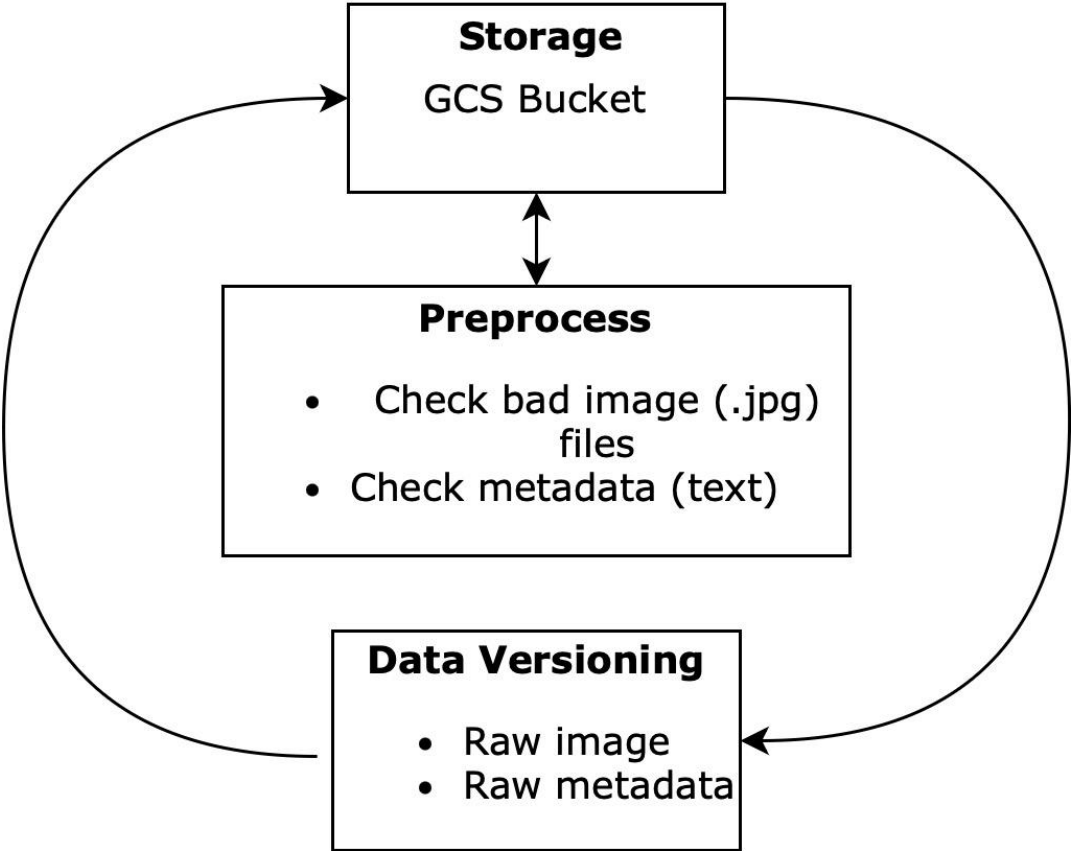 Storage
GCS Bucket
Preprocess
• Check bad image (.jpg)
files
• Check metadata (text)
Data Versioning
• Raw image
• Raw metadata